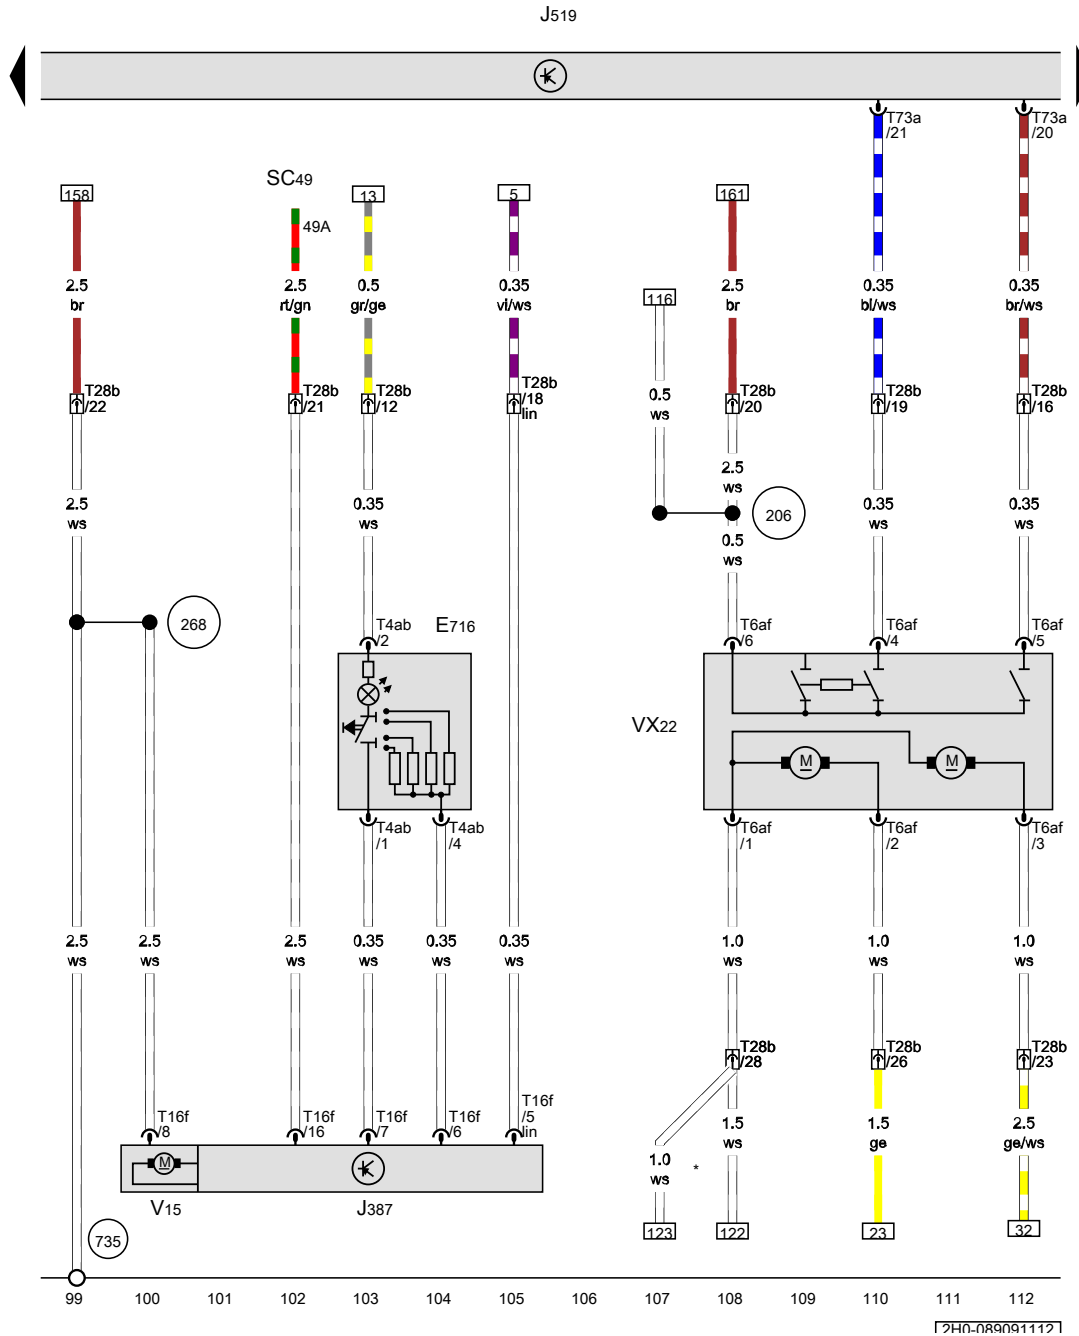 J519
T73a
/21
T73a
/20
158
SC49
13
5
161
49A
2.5
br
2.5
rt/gn
0.5
gr/ge
0.35
vi/ws
116
2.5
br
0.35
bl/ws
0.35
br/ws
T28b
/22
T28b
/21
T28b
/12
T28b
/18
lin
0.5
ws
T28b
/20
T28b
/19
T28b
/16
2.5
ws
2.5
ws
0.35
ws
206
0.35
ws
0.35
ws
0.5
ws
268
T4ab
/2
E716
T6af
/6
T6af
/4
T6af
/5
VX22
M
M
T4ab
/1
T4ab
/4
T6af
/1
T6af
/2
T6af
/3
2.5
ws
2.5
ws
2.5
ws
0.35
ws
0.35
ws
0.35
ws
1.0
ws
1.0
ws
1.0
ws
T28b
/28
T28b
/26
T28b
/23
T16f
/8
T16f
/16
T16f
/7
T16f
/6
T16f
/5
lin
1.5
ws
1.5
ge
2.5
ge/ws
M
1.0
ws
*
V15
J387
735
123
122
23
32
99 100 101 102 103 104 105 106 107 108 109 110 111 112
2H0-089091112